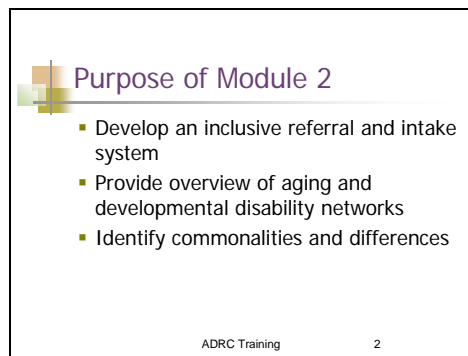 Purpose of Module 2
▪ Develop an inclusive referral and intake
system
▪ Provide overview of aging and
developmental disability networks
▪ Identify commonalities and differences
ADRC Training 2